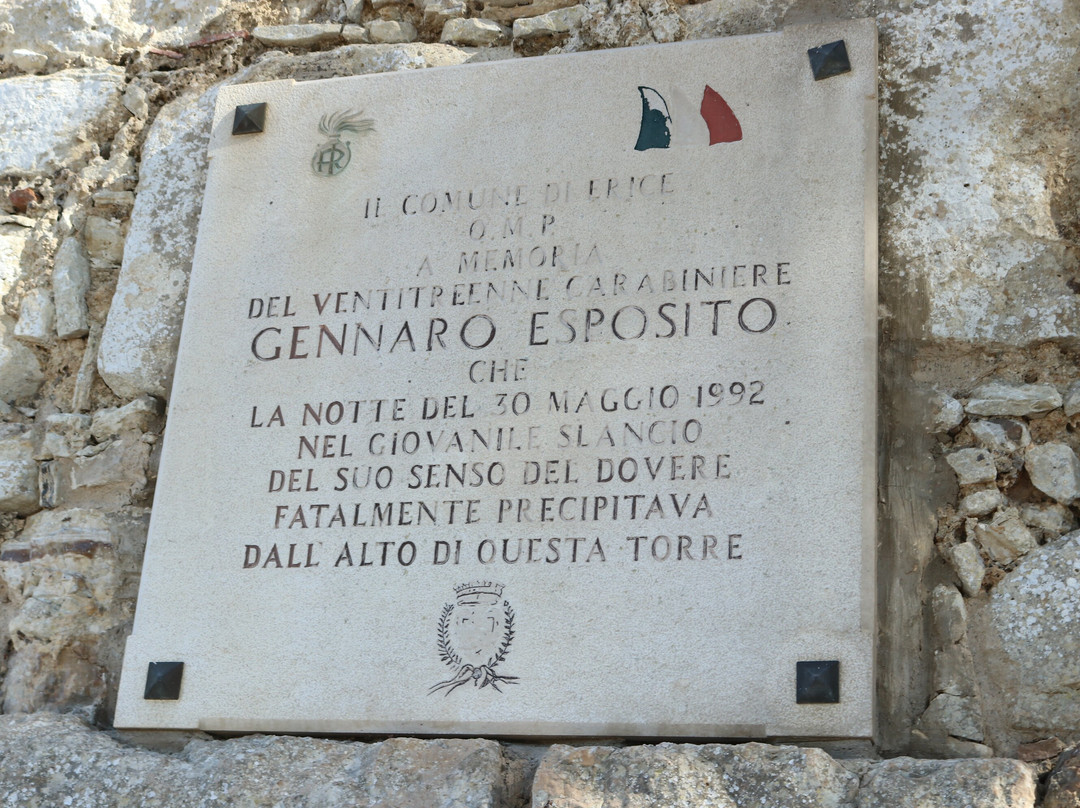 RI
IL COMUNE DI ERICE
Q.M.P.
A MEMORIA
DEL VENTITREENNE CARABINIERE
GENNARO ESPOSITO
CHE
LA NOTTE DEL 30 MAGGIO 1992
NEL GIOVANILE SLANCIO
DEL SUO SENSO DEL DOVERE
FATALMENTE PRECIPITAVA
DALL'ALTO DI QUESTA TORRE